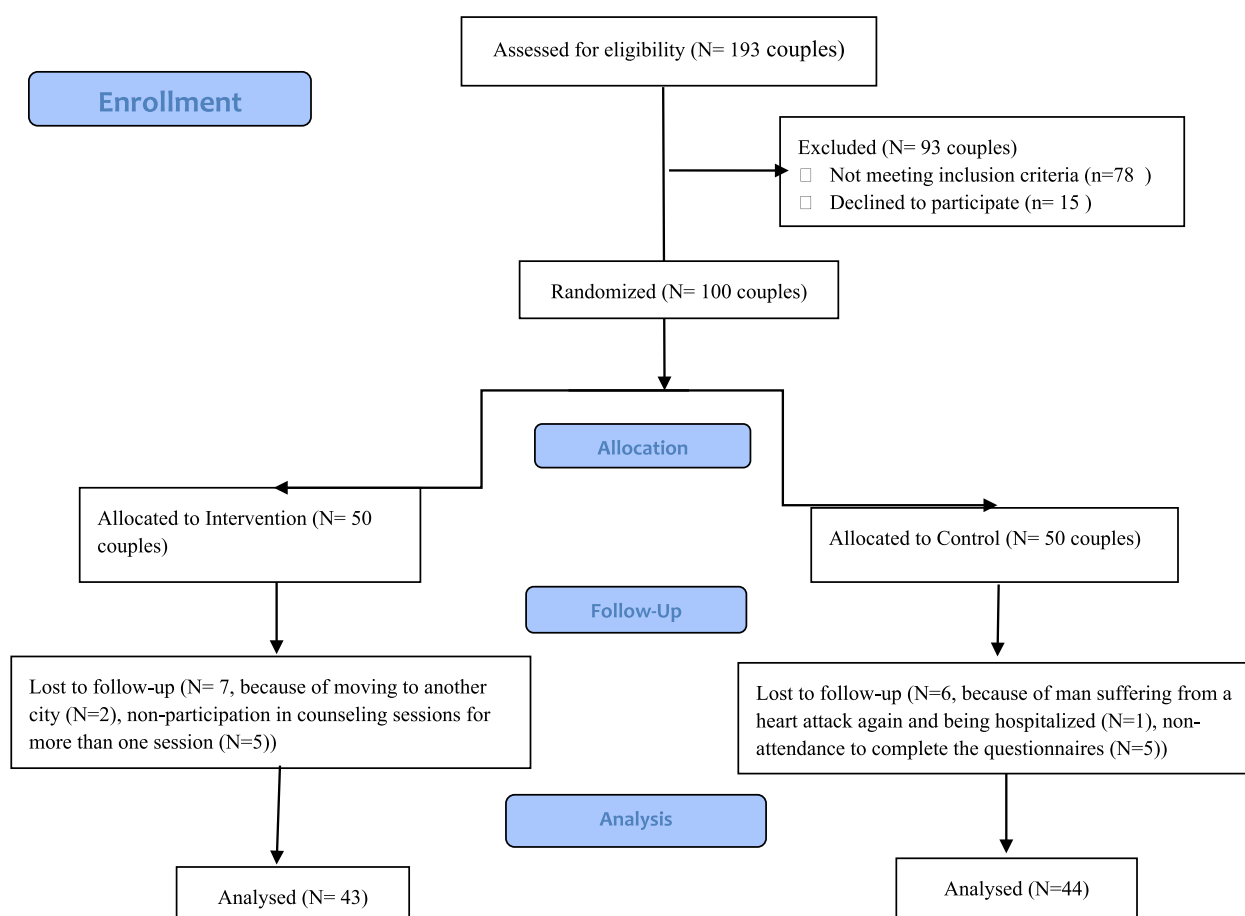 Assessed for eligibility (N= 193 couples)
Enrollment
Excluded (N= 93 couples)
Not meeting inclusion criteria (n=78  )
Declined to participate (n= 15 )
Randomized (N= 100 couples)
Allocation
Allocated to Intervention (N= 50
couples)
Allocated to Control (N= 50 couples)
Follow-Up
Lost to follow-up (N= 7, because of moving to another
city (N=2), non-participation in counseling sessions for
more than one session (N=5))
Lost to follow-up (N=6, because of man suffering from a
heart attack again and being hospitalized (N=1), non-
attendance to complete the questionnaires (N=5))
Analysis
Analysed (N= 43)
Analysed (N=44)